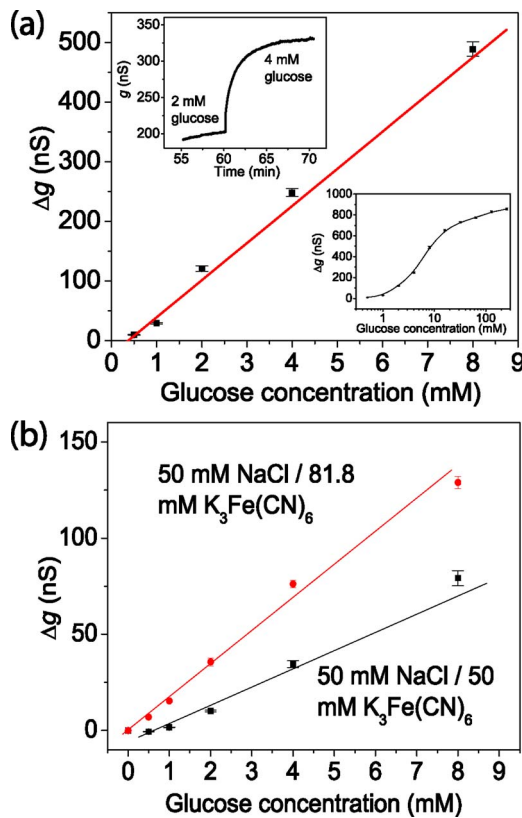 (a)
500
400
300
200
100
0
Δg (nS)
0 1 2 3 4 5 6 7 8 9
Glucose concentration (mM)
350
300
250
200
g (nS)
4 mM
glucose
2 mM
glucose
55 60 65 70
Time (min)
1000
800
600
400
200
0
Δg (nS)
1 10 100
Glucose concentration (mM)
(b)
150
100
50
0
Δg (nS)
50 mM NaCl / 81.8
mM K₃Fe(CN)₆
50 mM NaCl / 50
mM K₃Fe(CN)₆
0 1 2 3 4 5 6 7 8 9
Glucose concentration (mM)